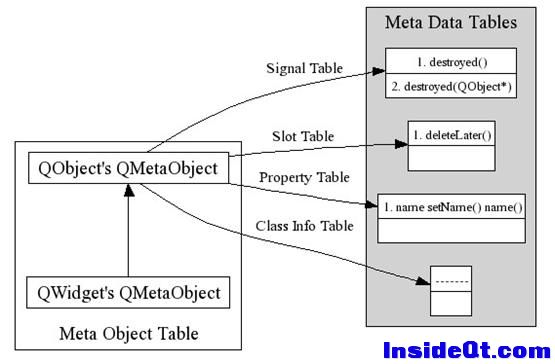 Meta Data Tables
Signal Table
1. destroyed()
2. destroyed(QObject*)
Slot Table
1. deleteLater()
QObject's QMetaObject
Property Table
1. name setName() name()
Class Info Table
--------
QWidget's QMetaObject
Meta Object Table
InsideQt.com